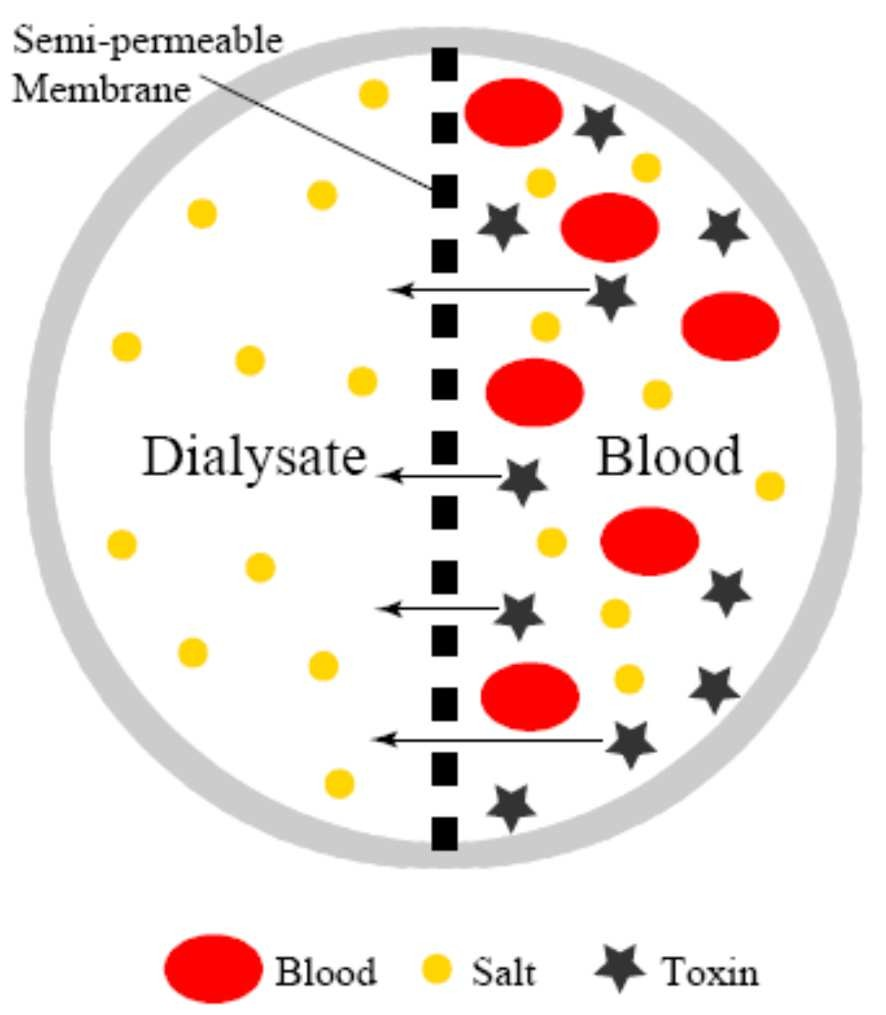 Semi-permeable
Membrane
Dialysate
Blood
Blood
Salt
Toxin